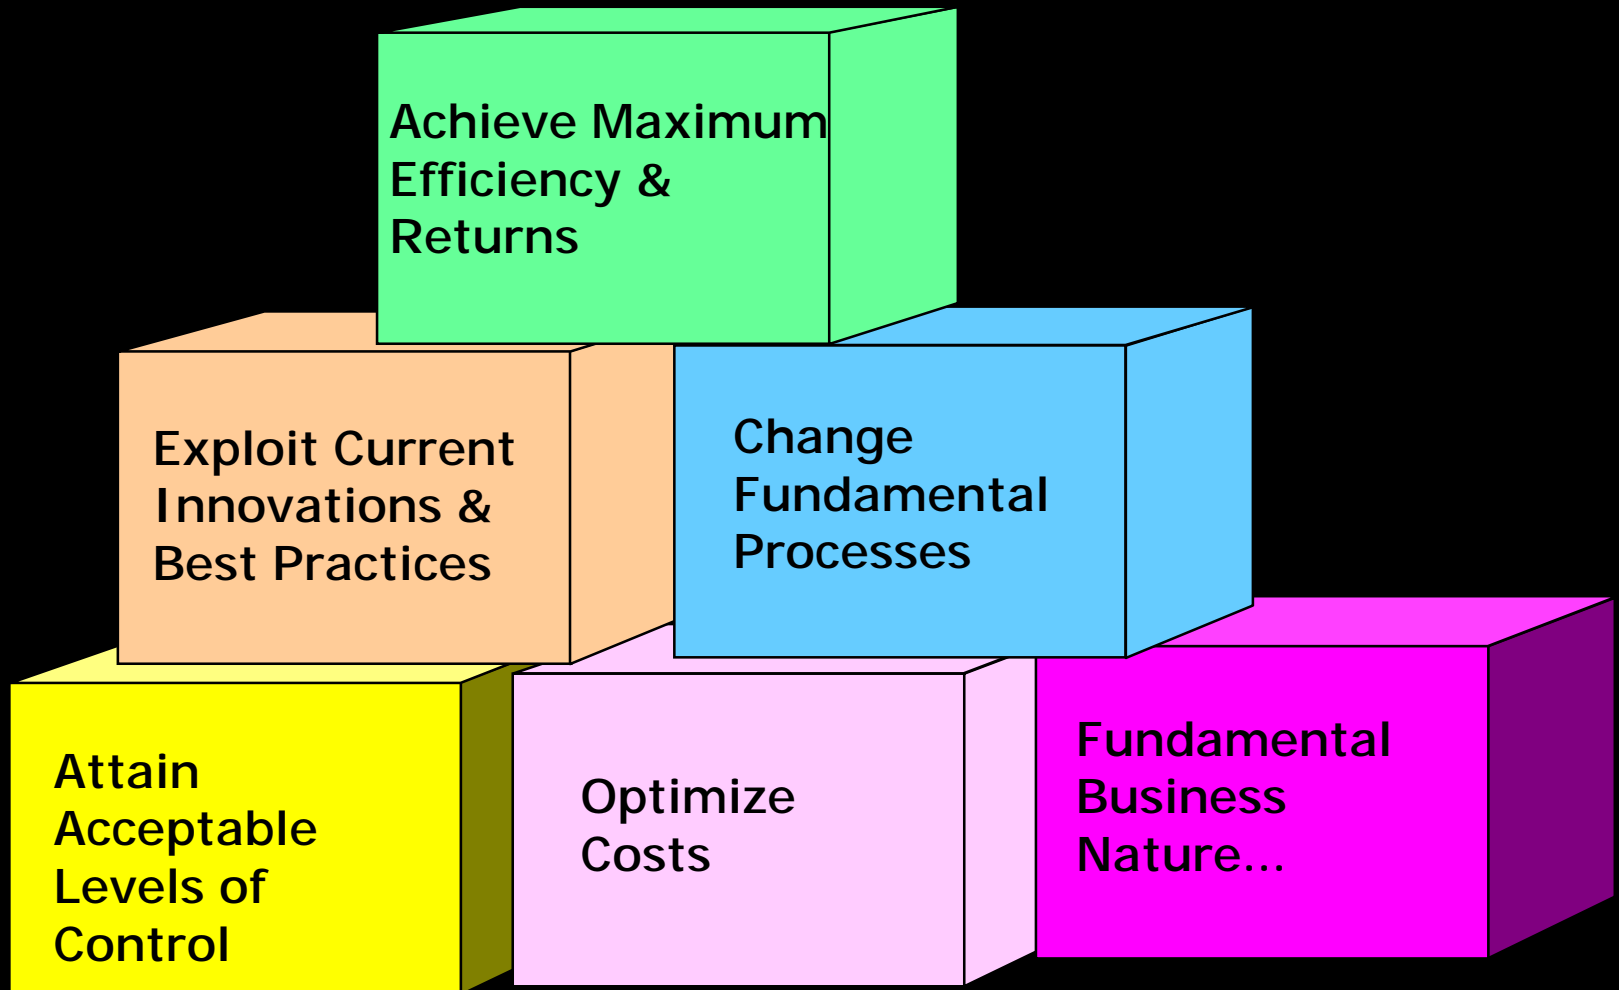 Achieve Maximum
Efficiency &
Returns
Exploit Current
Innovations &
Best Practices
Change
Fundamental
Processes
Attain
Acceptable
Levels of
Control
Optimize
Costs
Fundamental
Business
Nature...